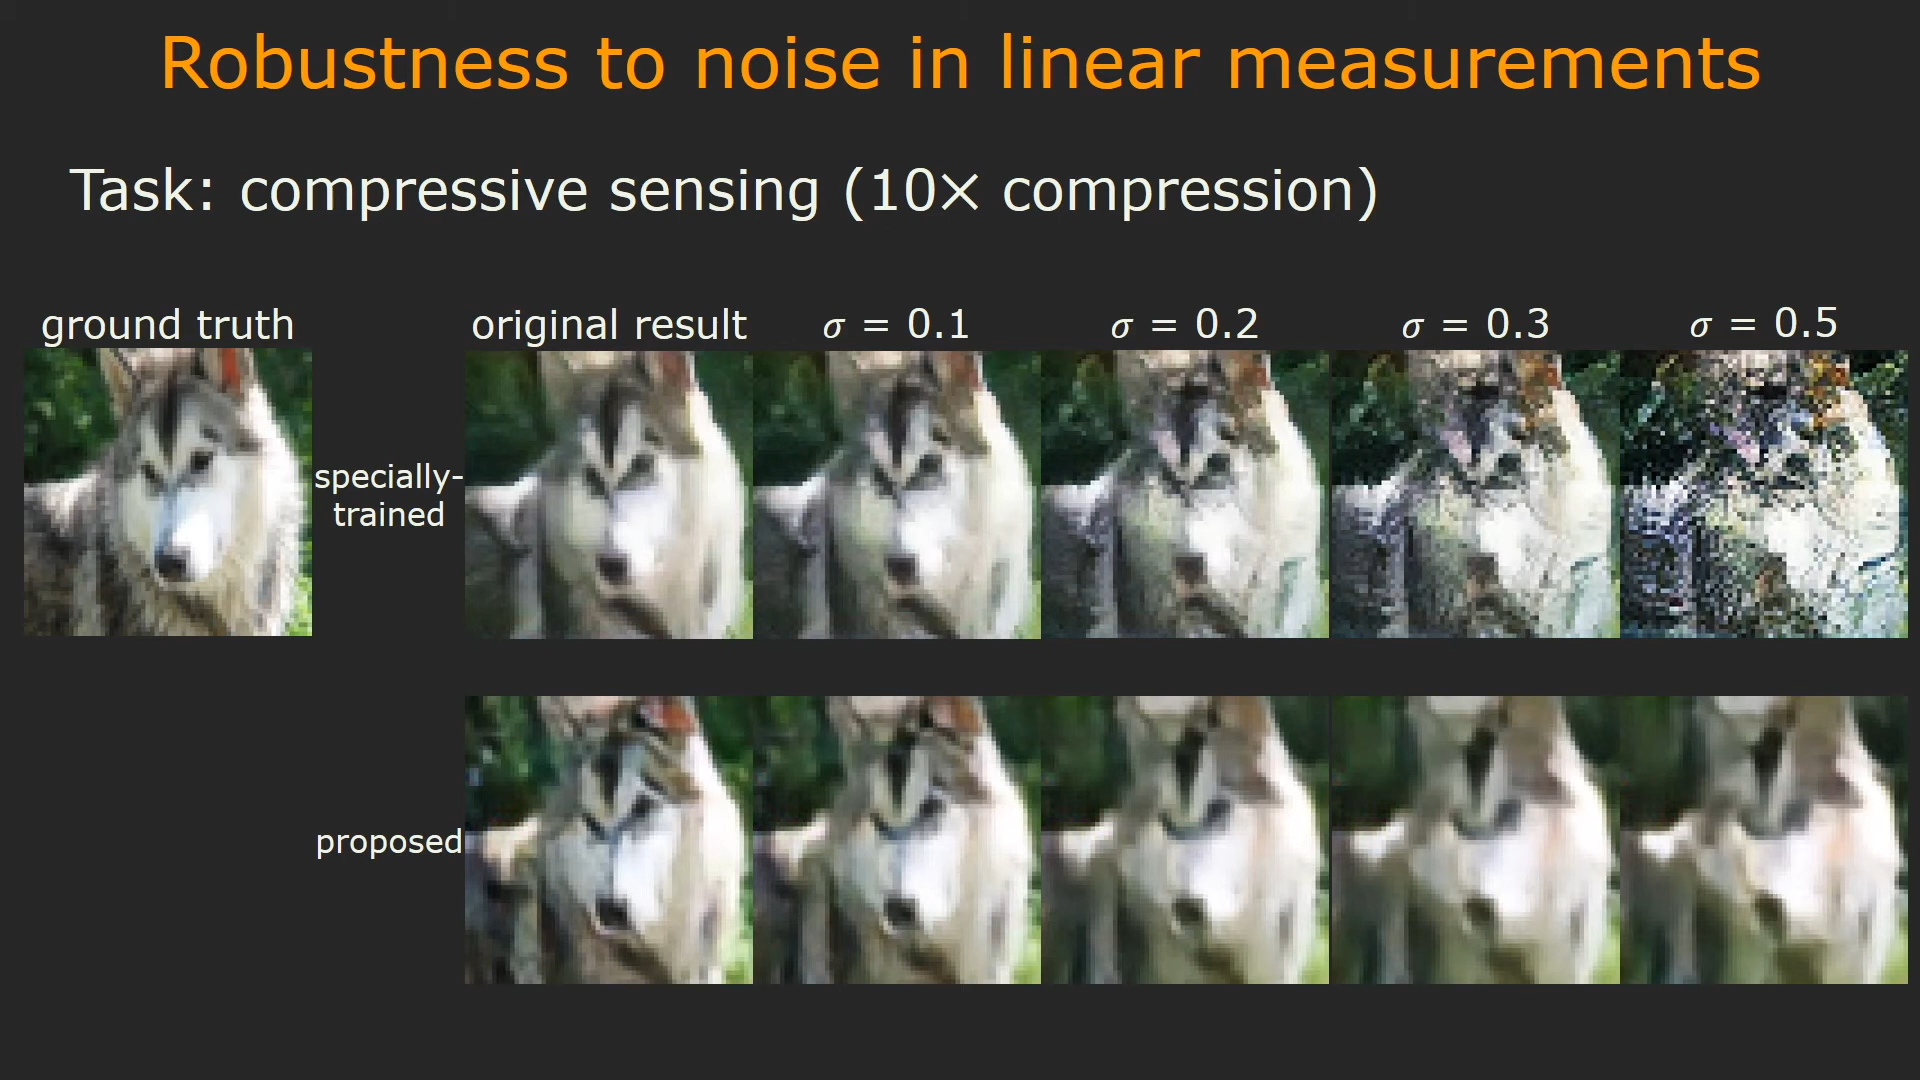 Robustness to noise in linear measurements
Task: compressive sensing (10× compression)
ground truth
original result
σ = 0.1
σ = 0.2
σ = 0.3
σ = 0.5
specially-
trained
proposed